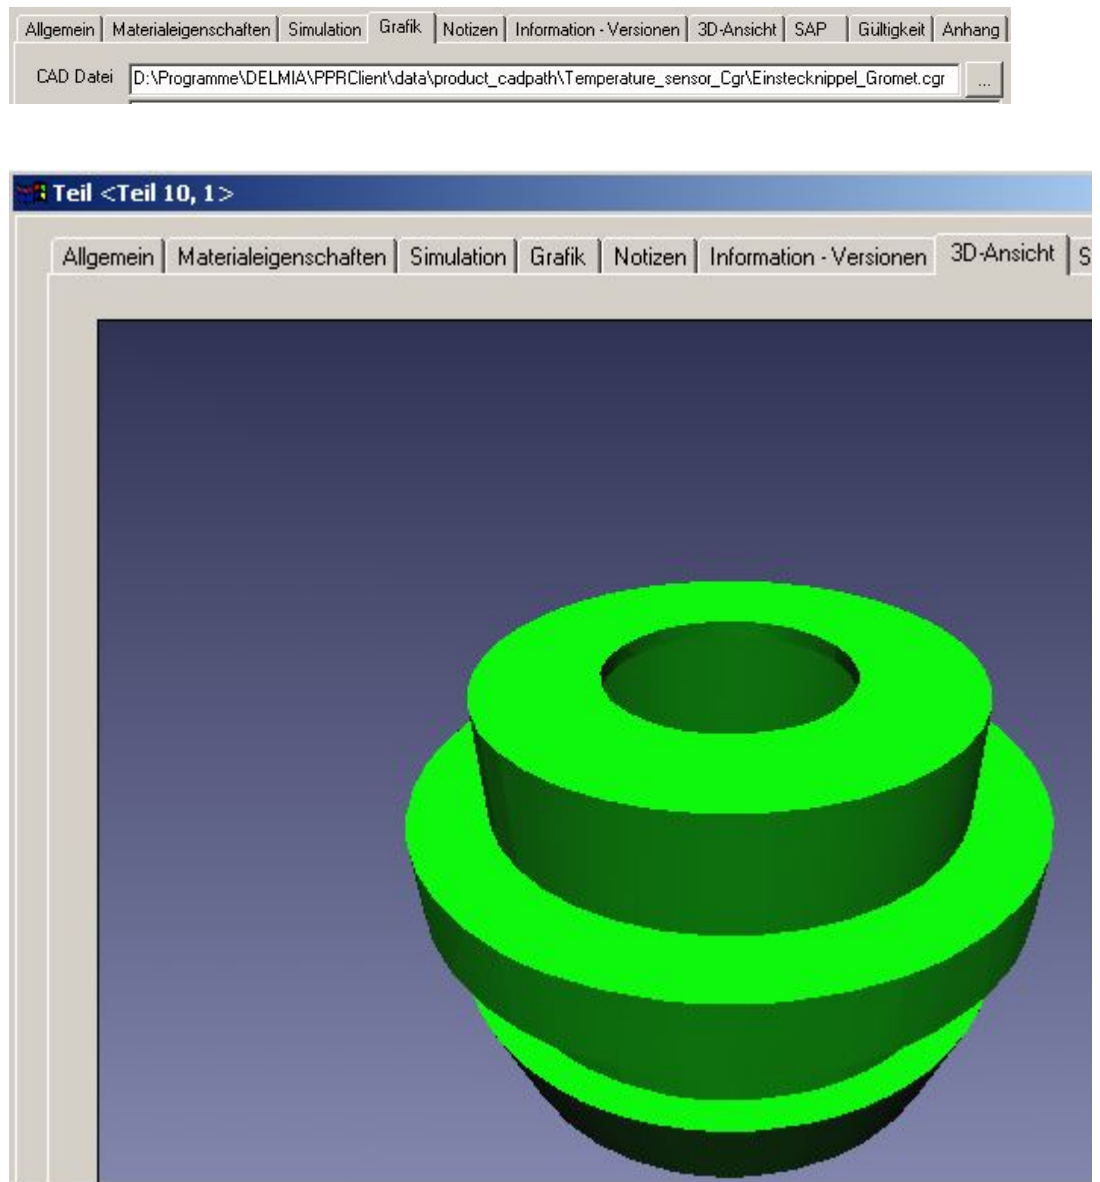 Allgemein Materialeigenschaften Simulation Grafik Notizen Information - Versionen 3D-Ansicht SAP Gültigkeit Anhang
CAD Datei D:\Programme\DELMIA\PPRClient\data\product_cadpath\Temperature_sensor_Cgr\Einstecknippel_Gromet.cgr ...
Teil <Teil 10, 1>
Allgemein Materialeigenschaften Simulation Grafik Notizen Information - Versionen 3D-Ansicht S